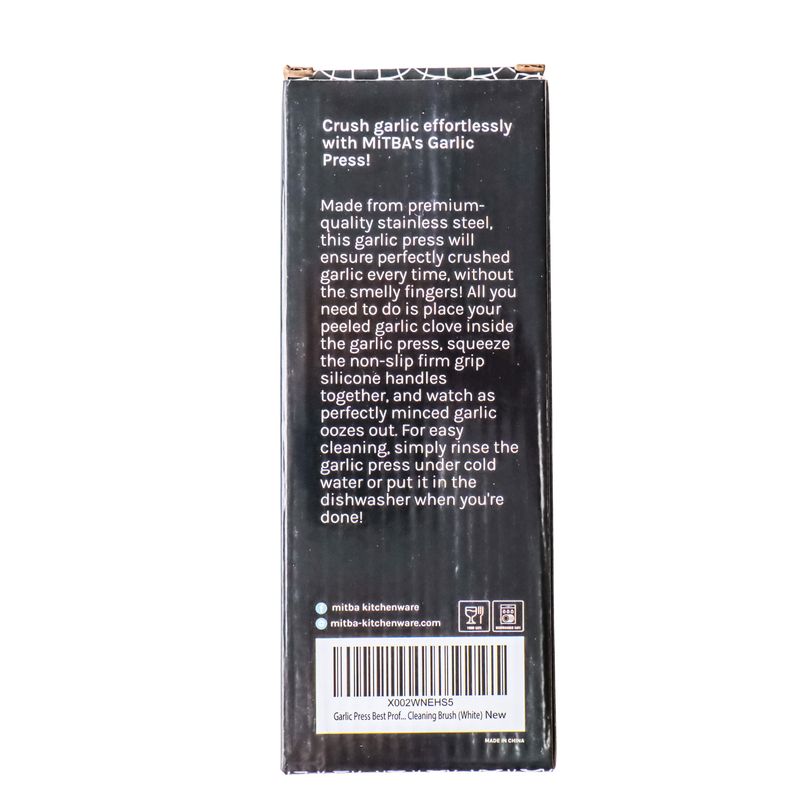 Crush garlic effortlessly
with MiTBA's Garlic
Press!
Made from premium-
quality stainless steel,
this garlic press will
ensure perfectly crushed
garlic every time, without
the smelly fingers! All you
need to do is place your
peeled garlic clove inside
the garlic press, squeeze
the non-slip firm grip
silicone handles
together, and watch as
perfectly minced garlic
oozes out. For easy
cleaning, simply rinse the
garlic press under cold
water or put it in the
dishwasher when you're
done!
mitba kitchenware
mitba-kitchenware.com
FOOD SAFE
DISHWASHER SAFE
X002WNEHS5
Garlic Press Best Prof... Cleaning Brush (White) New
MADE IN CHINA